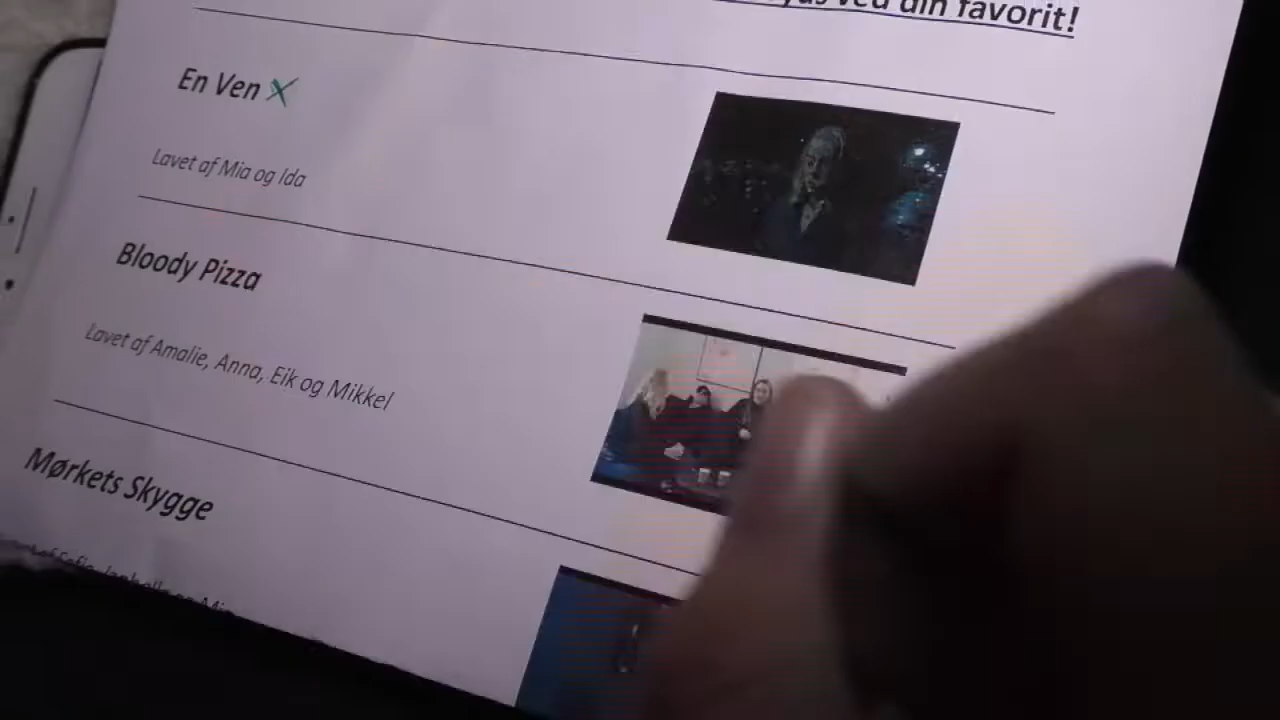 ved din favorit!
En Ven X
Lavet af Mia og Ida
Bloody Pizza
Lavet af Amalie, Anna, Eik og Mikkel
Mørkets Skygge